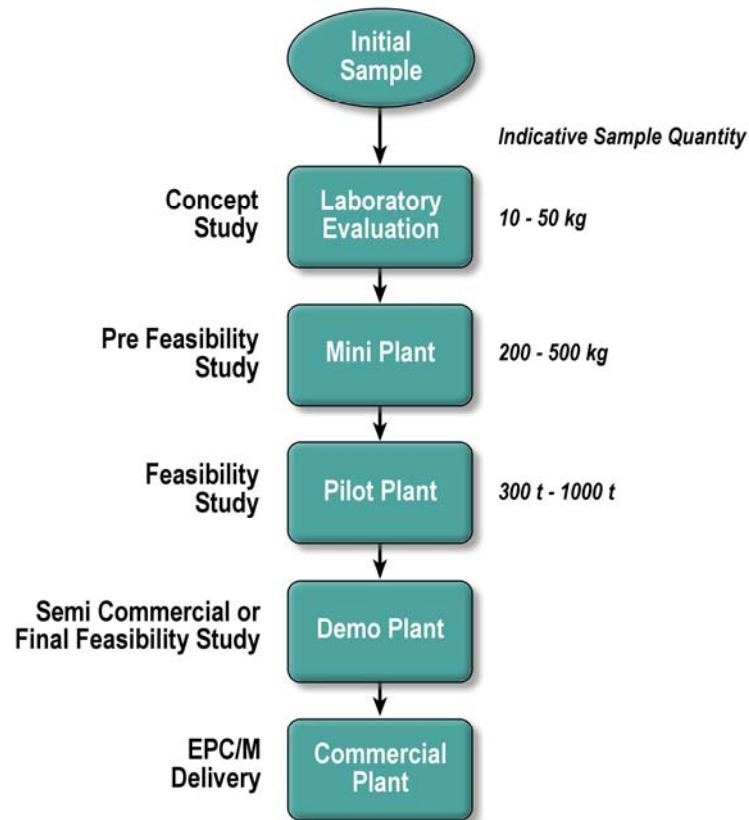 Initial
Sample
Indicative Sample Quantity
Concept
Study
Laboratory
Evaluation
10 - 50 kg
Pre Feasibility
Study
Mini Plant
200 - 500 kg
Feasibility
Study
Pilot Plant
300 t - 1000 t
Semi Commercial or
Final Feasibility Study
Demo Plant
EPC/M
Delivery
Commercial
Plant